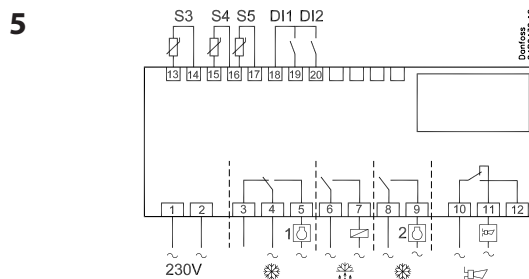 5
S3 S4 S5 DI1 DI2
Danfoss
13 14 15 16 17 18 19 20
1 2 3 4 5 6 7 8 9 10 11 12
1 2
~ ~ ~ ~ ~ ~ ~ ~ ~ ~ ~
230V